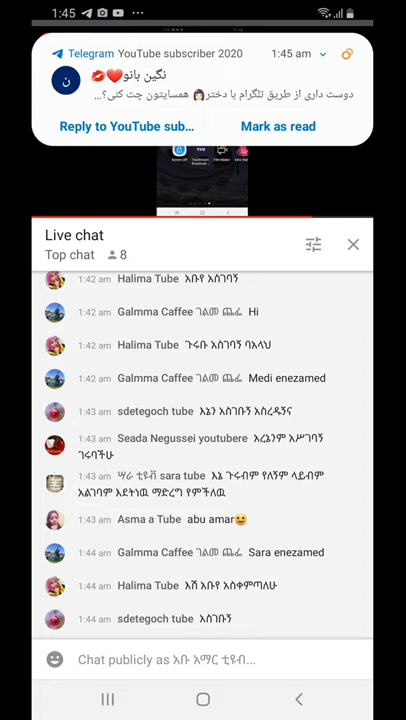 1:45
Telegram YouTube subscriber 2020 1:45 am
ن
نگین بانو❤️💋
دوست داری از طریق تلگرام با دختر👩🏻 همسایتون چت کنی؟...
Reply to YouTube sub... Mark as read
Live chat
Top chat 8
1:42 am Halima Tube አቡየ አስገባኝ
1:42 am Galmma Caffee ገልመ ጨፌ Hi
1:42 am Halima Tube ጉሩቡ አስገባኝ ባአላህ
1:42 am Galmma Caffee ገልመ ጨፌ Medi enezamed
1:43 am sdetegoch tube እኔን አስገቡኝ አስረዱኝና
1:43 am Seada Negussei youtubere አረኔንም አሥገባኝ
ገሩባችሁ
1:43 am ሣራ ቲዩብ sara tube እኔ ጉሩብም የለኝም ላይብም
አልገባም እደትነዉ ማድረግ የምችለዉ
1:43 am Asma a Tube abu amar😉
1:44 am Galmma Caffee ገልመ ጨፌ Sara enezamed
1:44 am Halima Tube እሽ አቡየ አስቀምጣለሁ
1:44 am sdetegoch tube አስገቡኝ
Chat publicly as አቡ አማር ቲዩብ...